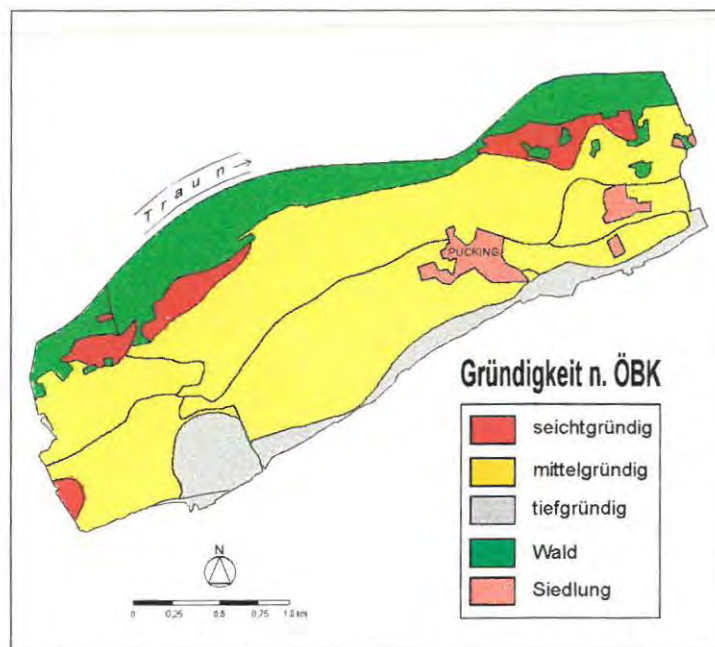 Traun
PUCKING
Gründigkeit n. ÖBK
seichtgründig
mittelgründig
tiefgründig
Wald
Siedlung
N
0 0,25 0,5 0,75 1,0 km